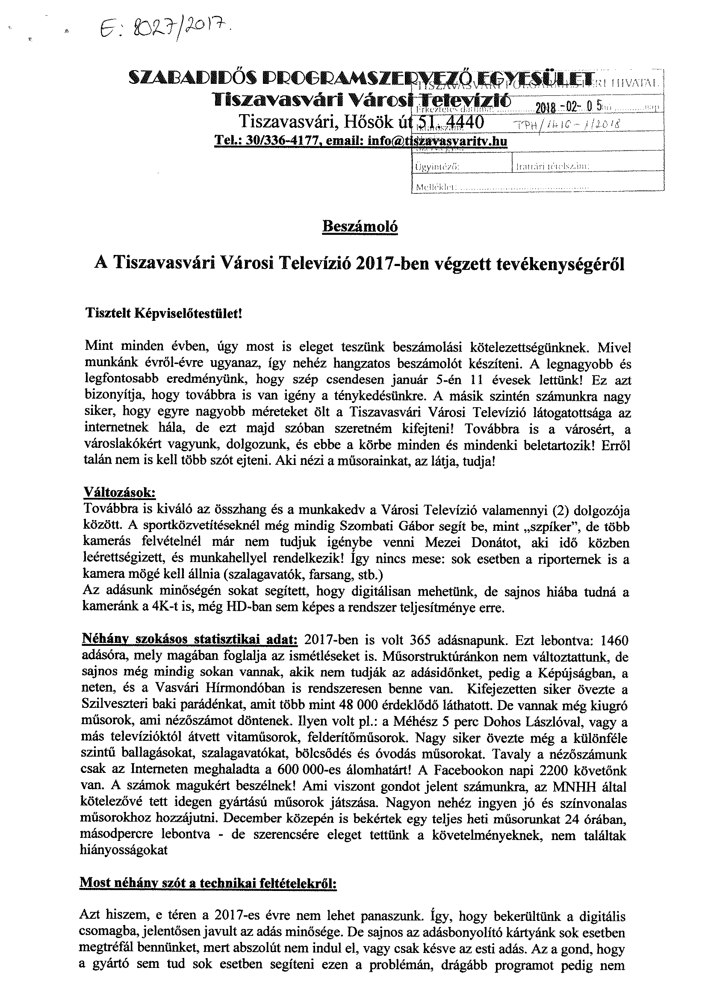 E: 8027/2017.
SZABADIDŐS PROGRAMSZERVEZŐ EGYESÜLET
TISZAVASVÁRI POLGÁRMESTERI HIVATAL
Tiszavasvári Városi Televízió
Érkeztetés dátuma: 2018 -02- 0 5 hó nap
Tiszavasvári, Hősök út 51. 4440
Iktatószám: TPH/1416-1/2018
Tel.: 30/336-4177, email: info@tiszavasvaritv.hu
Ügyintéző: Irattári tételszám:
Melléklet:
Beszámoló
A Tiszavasvári Városi Televízió 2017-ben végzett tevékenységéről
Tisztelt Képviselőtestület!
Mint minden évben, úgy most is eleget teszünk beszámolási kötelezettségünknek. Mivel
munkánk évről-évre ugyanaz, így nehéz hangzatos beszámolót készíteni. A legnagyobb és
legfontosabb eredményünk, hogy szép csendesen január 5-én 11 évesek lettünk! Ez azt
bizonyítja, hogy továbbra is van igény a ténykedésünkre. A másik szintén számunkra nagy
siker, hogy egyre nagyobb méreteket ölt a Tiszavasvári Városi Televízió látogatottsága az
internetnek hála, de ezt majd szóban szeretném kifejteni! Továbbra is a városért, a
városlakókért vagyunk, dolgozunk, és ebbe a körbe minden és mindenki beletartozik! Erről
talán nem is kell több szót ejteni. Aki nézi a műsorainkat, az látja, tudja!
Változások:
Továbbra is kiváló az összhang és a munkakedv a Városi Televízió valamennyi (2) dolgozója
között. A sportközvetítéseknél még mindig Szombati Gábor segít be, mint „szpíker”, de több
kamerás felvételnél már nem tudjuk igénybe venni Mezei Donátot, aki idő közben
leérettségizett, és munkahellyel rendelkezik! Így nincs mese: sok esetben a riporternek is a
kamera mögé kell állnia (szalagavatók, farsang, stb.)
Az adásunk minőségén sokat segített, hogy digitálisan mehetünk, de sajnos hiába tudná a
kameránk a 4K-t is, még HD-ban sem képes a rendszer teljesítménye erre.
Néhány szokásos statisztikai adat: 2017-ben is volt 365 adásnapunk. Ezt lebontva: 1460
adásóra, mely magában foglalja az ismétléseket is. Műsorstruktúránkon nem változtattunk, de
sajnos még mindig sokan vannak, akik nem tudják az adásidőnket, pedig a Képújságban, a
neten, és a Vasvári Hírmondóban is rendszeresen benne van. Kifejezetten siker övezte a
Szilveszteri baki parádénkat, amit több mint 48 000 érdeklődő láthatott. De vannak még kiugró
műsorok, ami nézőszámot döntenek. Ilyen volt pl.: a Méhész 5 perc Dohos Lászlóval, vagy a
más televízióktól átvett vitaműsorok, felderítőműsorok. Nagy siker övezte még a különféle
szintű ballagásokat, szalagavatókat, bölcsődés és óvodás műsorokat. Tavaly a nézőszámunk
csak az Interneten meghaladta a 600 000-es álomhatárt! A Facebookon napi 2200 követőnk
van. A számok magukért beszélnek! Ami viszont gondot jelent számunkra, az MNHH által
kötelezővé tett idegen gyártású műsorok játszása. Nagyon nehéz ingyen jó és színvonalas
műsorokhoz hozzájutni. December közepén is bekértek egy teljes heti műsorunkat 24 órában,
másodpercre lebontva - de szerencsére eleget tettünk a követelményeknek, nem találtak
hiányosságokat
Most néhány szót a technikai feltételekről:
Azt hiszem, e téren a 2017-es évre nem lehet panaszunk. Így, hogy bekerültünk a digitális
csomagba, jelentősen javult az adás minősége. De sajnos az adásbonyolító kártyánk sok esetben
megtréfál bennünket, mert abszolút nem indul el, vagy csak késve az esti adás. Az a gond, hogy
a gyártó sem tud sok esetben segíteni ezen a problémán, drágább programot pedig nem